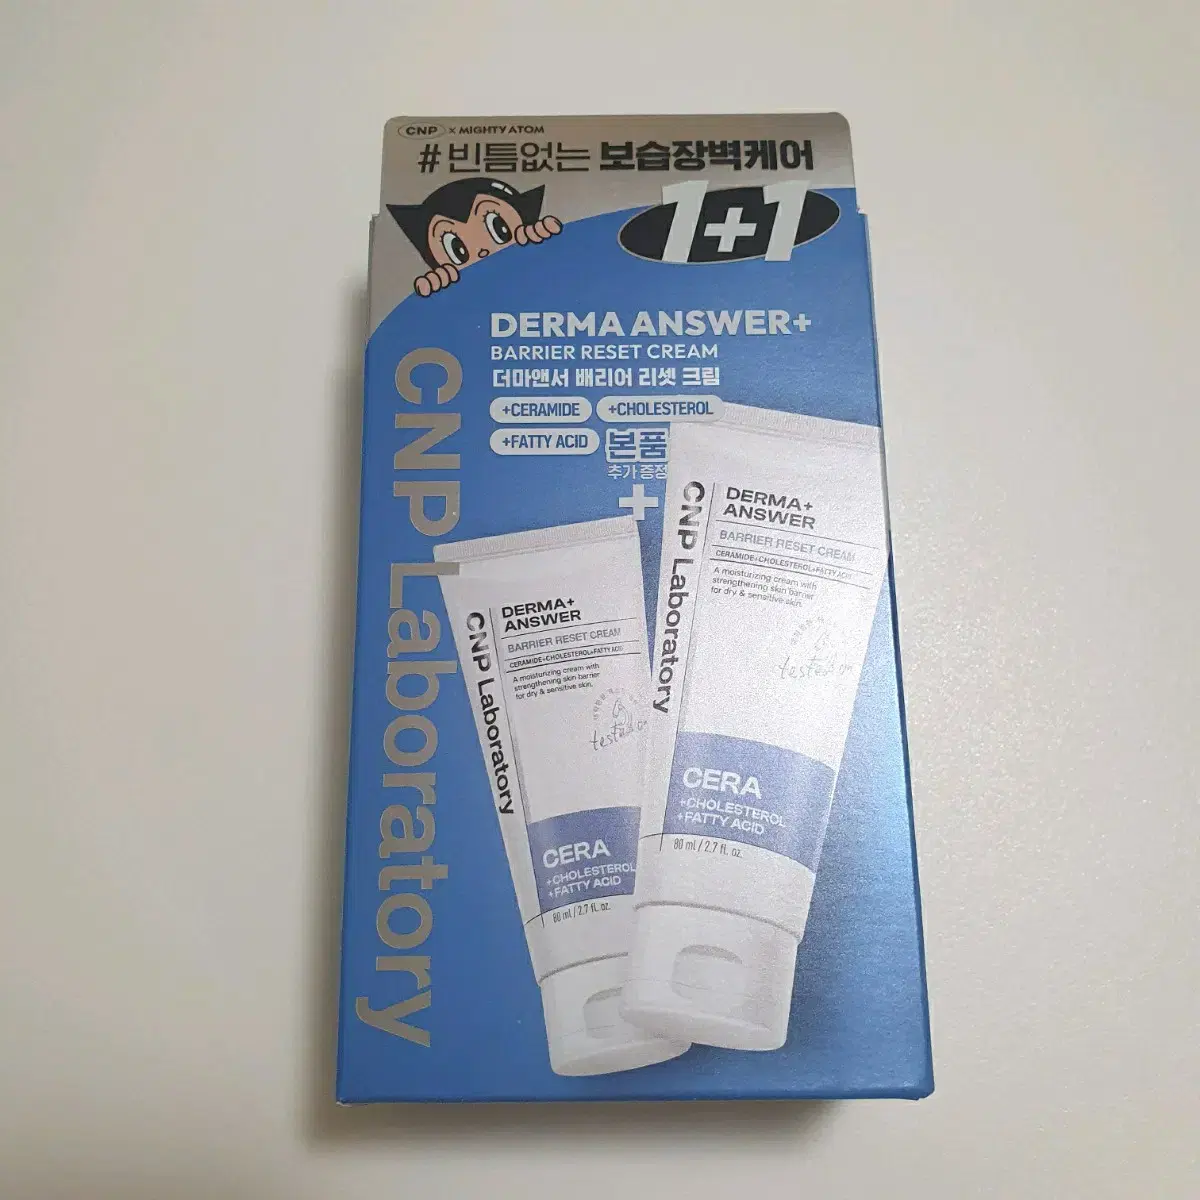 CNP x MIGHTY ATOM
#빈틈없는 보습장벽케어
1+1
DERMA ANSWER+
BARRIER RESET CREAM
더마앤서 배리어 리셋 크림
+CERAMIDE
+CHOLESTEROL
+FATTY ACID
본품
추가 증정
+
CNP Laboratory
CNP Laboratory
DERMA+
ANSWER
BARRIER RESET CREAM
CERAMIDE+CHOLESTEROL+FATTY ACID
A moisturizing cream with
strengthening skin barrier
for dry & sensitive skin.
tested on
CERA
+CHOLESTEROL
+FATTY ACID
80 ml / 2.7 fl. oz.
CNP Laboratory
DERMA+
ANSWER
BARRIER RESET CREAM
CERAMIDE+CHOLESTEROL+FATTY ACID
A moisturizing cream with
strengthening skin barrier
for dry & sensitive skin.
tested on
CERA
+CHOLESTEROL
+FATTY ACID
80 ml / 2.7 fl. oz.